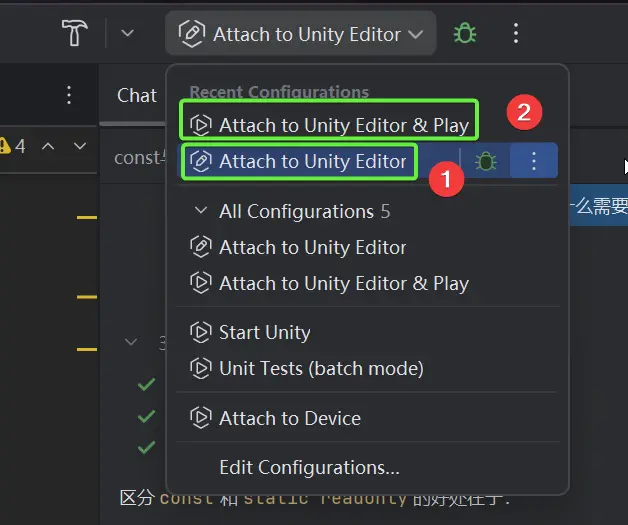 Attach to Unity Editor
Recent Configurations
Chat
Attach to Unity Editor & Play
2
4
const
Attach to Unity Editor
1
么需要
All Configurations 5
Attach to Unity Editor
Attach to Unity Editor & Play
Start Unity
3
Unit Tests (batch mode)
Attach to Device
Edit Configurations...
区分 const 和 static readonly 的好处在于: